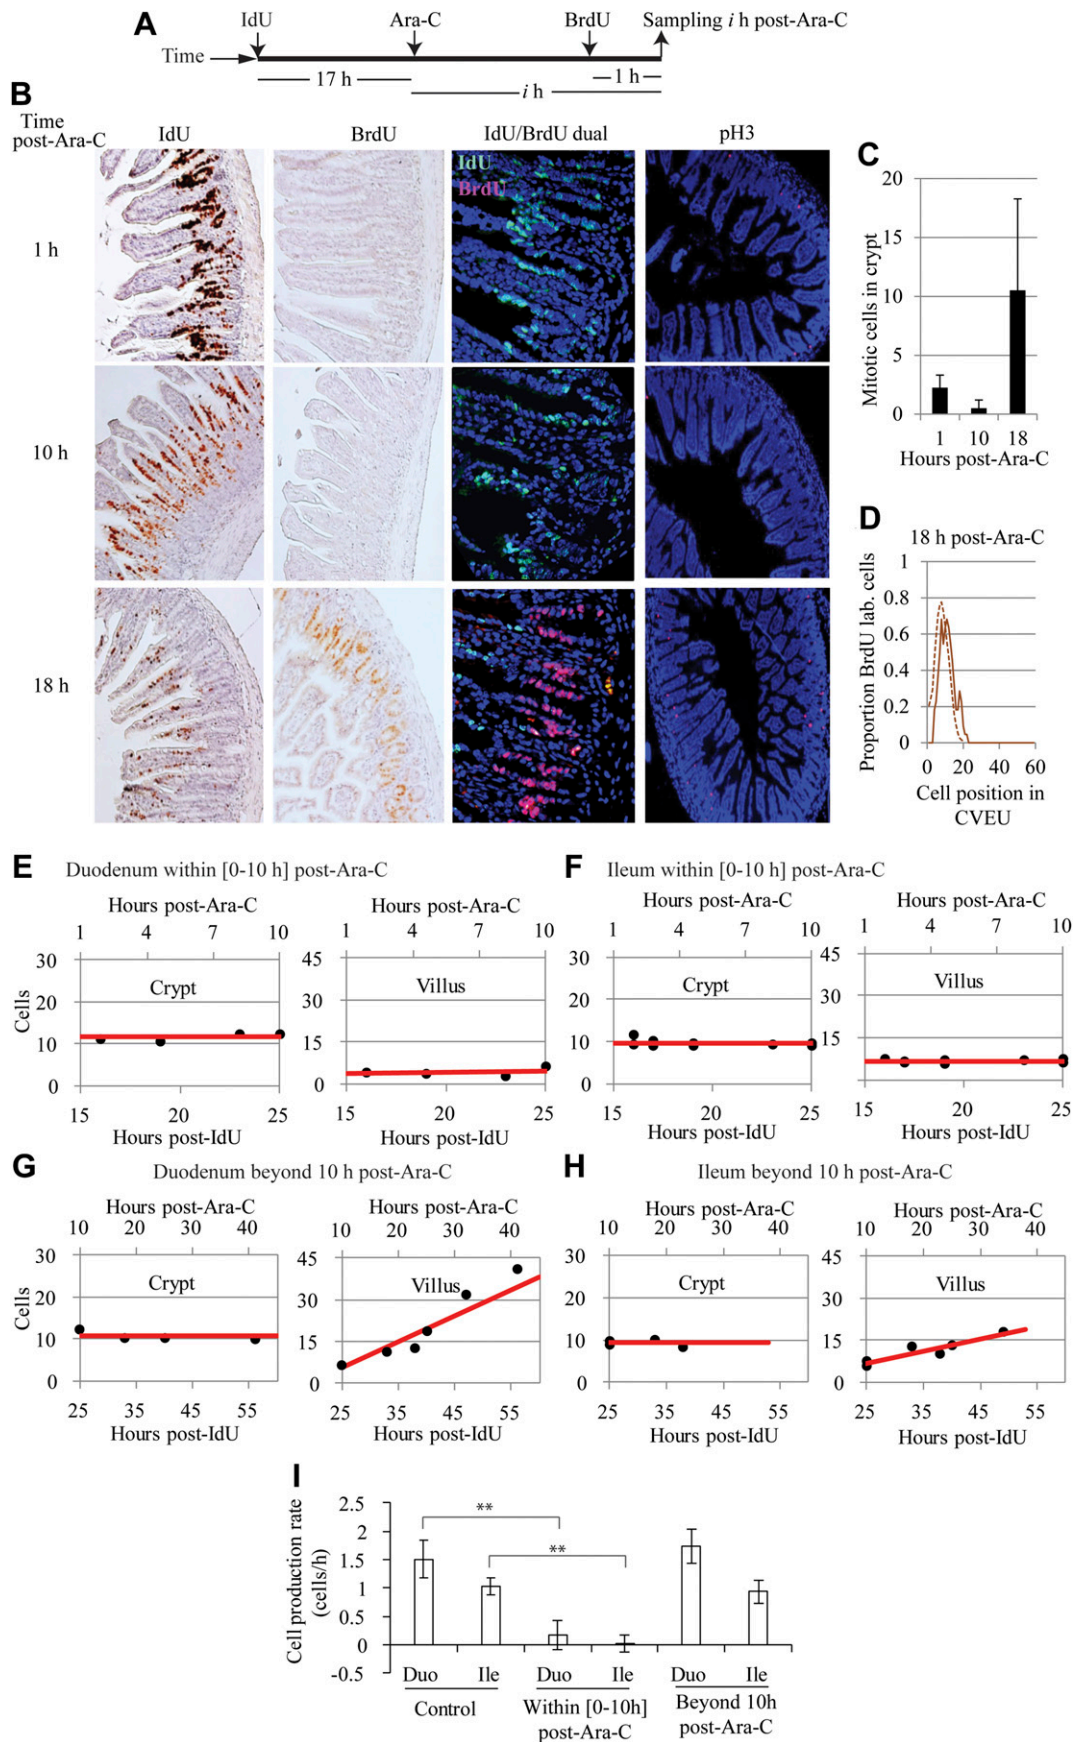 A
IdU
Ara-C
BrdU
Sampling i h post-Ara-C
Time
17 h
1 h
i h
B
Time
post-Ara-C
IdU
BrdU
IdU/BrdU dual
pH3
IdU
BrdU
1 h
10 h
18 h
C
Mitotic cells in crypt
20
15
10
5
0
1 10 18
Hours post-Ara-C
D
18 h post-Ara-C
Proportion BrdU lab. cells
1
0.8
0.6
0.4
0.2
0
0 20 40 60
Cell position in
CVEU
E
Duodenum within [0-10 h] post-Ara-C
Hours post-Ara-C
1 4 7 10
Cells
30
20
10
0
Crypt
15 20 25
Hours post-IdU
Hours post-Ara-C
1 4 7 10
45
30
15
0
Villus
15 20 25
Hours post-IdU
F
Ileum within [0-10 h] post-Ara-C
Hours post-Ara-C
1 4 7 10
30
20
10
0
Crypt
15 20 25
Hours post-IdU
Hours post-Ara-C
1 4 7 10
45
30
15
Villus
15 20 25
Hours post-IdU
G
Duodenum beyond 10 h post-Ara-C
Hours post-Ara-C
10 20 30 40
Cells
30
20
10
0
Crypt
25 35 45 55
Hours post-IdU
Hours post-Ara-C
10 20 30 40
45
30
15
0
Villus
25 35 45 55
Hours post-IdU
H
Ileum beyond 10 h post-Ara-C
Hours post-Ara-C
10 20 30 40
30
20
10
0
Crypt
25 35 45 55
Hours post-IdU
Hours post-Ara-C
10 20 30 40
45
30
15
0
Villus
25 35 45 55
Hours post-IdU
I
Cell production rate
(cells/h)
2.5
2
1.5
1
0.5
0
-0.5
**
**
Duo Ile Duo Ile Duo Ile
Control
Within [0-10h]
post-Ara-C
Beyond 10h
post-Ara-C